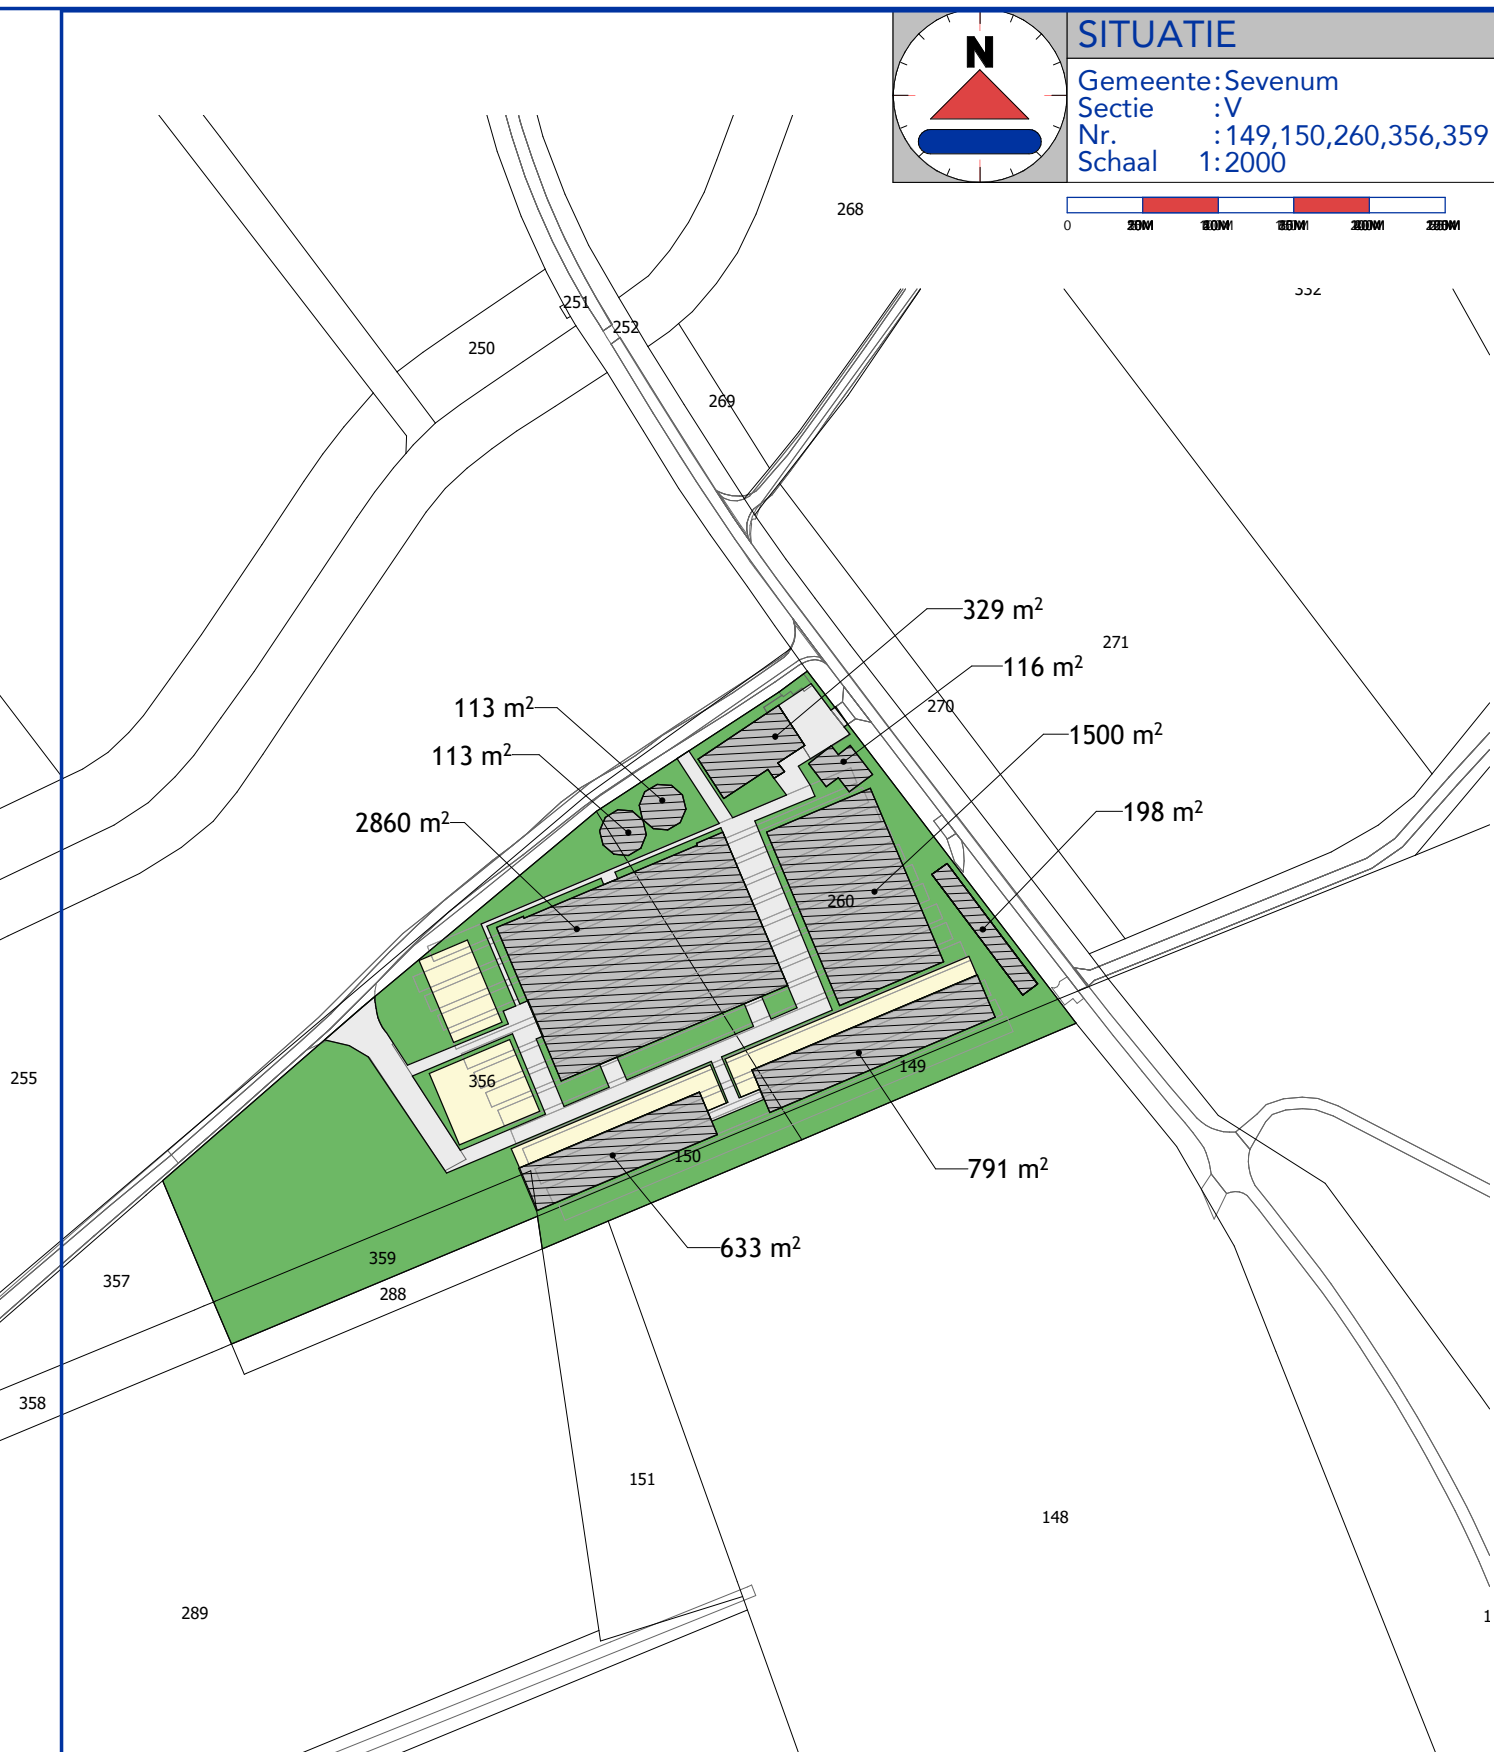 N
SITUATIE
Gemeente:Sevenum
Sectie :V
Nr. :149,150,260,356,359
Schaal 1:2000
0
268
332
251
252
250
269
329 m²
271
116 m²
270
113 m²
1500 m²
113 m²
198 m²
2860 m²
260
255
356
149
150
791 m²
633 m²
359
357
288
358
151
148
289
1